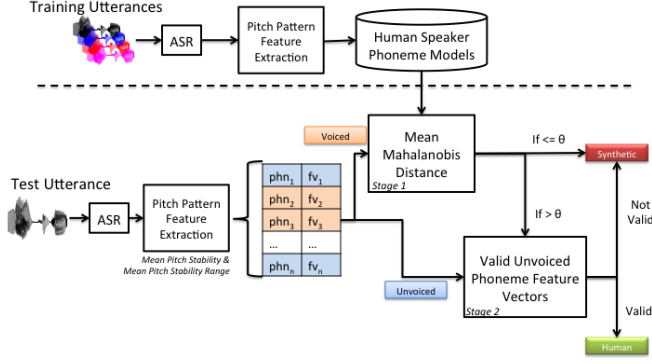 Training Utterances
ASR
Pitch Pattern
Feature
Extraction
Human Speaker
Phoneme Models
Voiced
Mean
Mahalanobis
Distance
Stage 1
If <= θ
Synthetic
Test Utterance
ASR
Pitch Pattern
Feature
Extraction
Mean Pitch Stability &
Mean Pitch Stability Range
phn1 fv1
phn2 fv2
phn3 fv3
... ...
phnn fvn
If > θ
Not
Valid
Unvoiced
Valid Unvoiced
Phoneme Feature
Vectors
Stage 2
Valid
Human